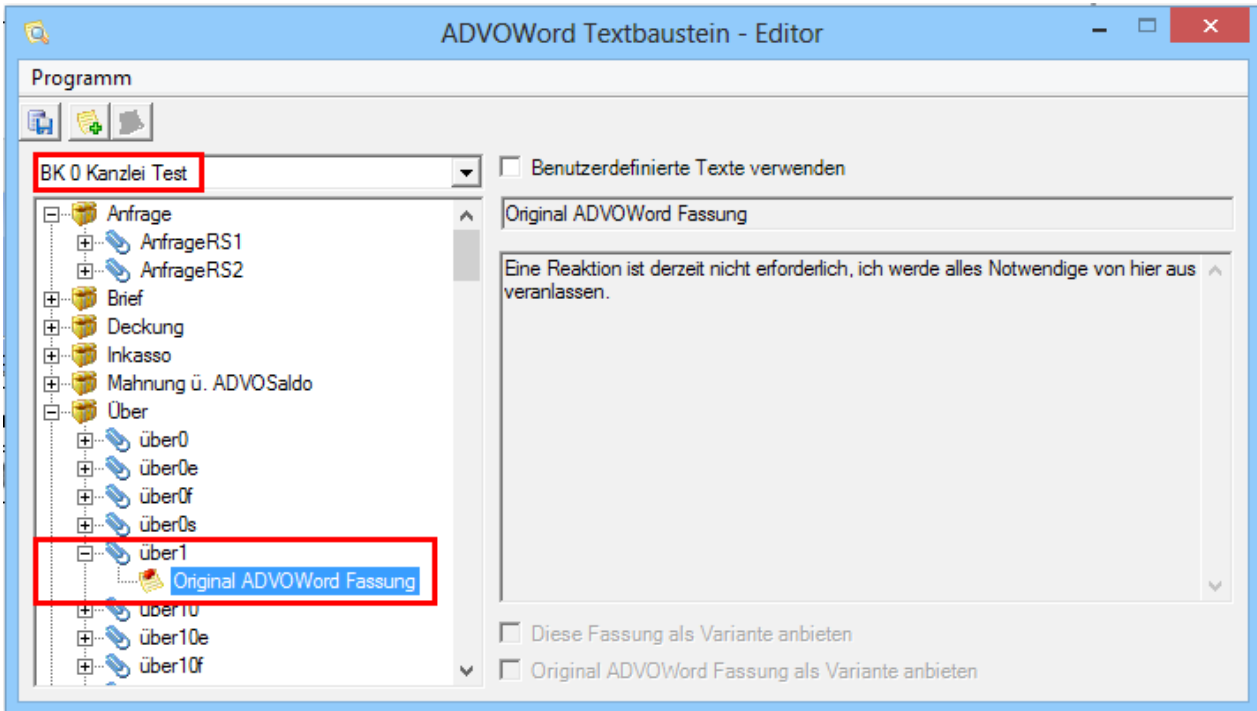 ADVOWord Textbaustein - Editor
Programm
BK 0 Kanzlei Test
Anfrage
AnfrageRS1
AnfrageRS2
Brief
Deckung
Inkasso
Mahnung ü. ADVOSaldo
Über
über0
über0e
über0f
über0s
über1
Original ADVOWord Fassung
über10
über10e
über10f
Benutzerdefinierte Texte verwenden
Original ADVOWord Fassung
Eine Reaktion ist derzeit nicht erforderlich, ich werde alles Notwendige von hier aus
veranlassen.
Diese Fassung als Variante anbieten
Original ADVOWord Fassung als Variante anbieten